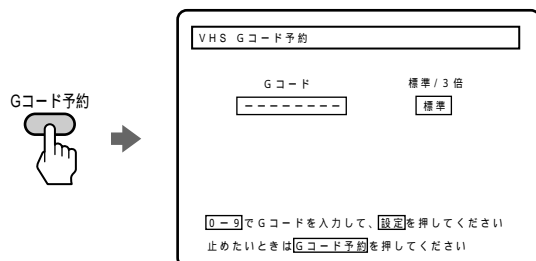 VHS Gコード予約
Gコード 標準/3倍
Gコード予約
－－－－－－－－ 標準
0－9でGコードを入力して、設定を押してください
止めたいときはGコード予約を押してください